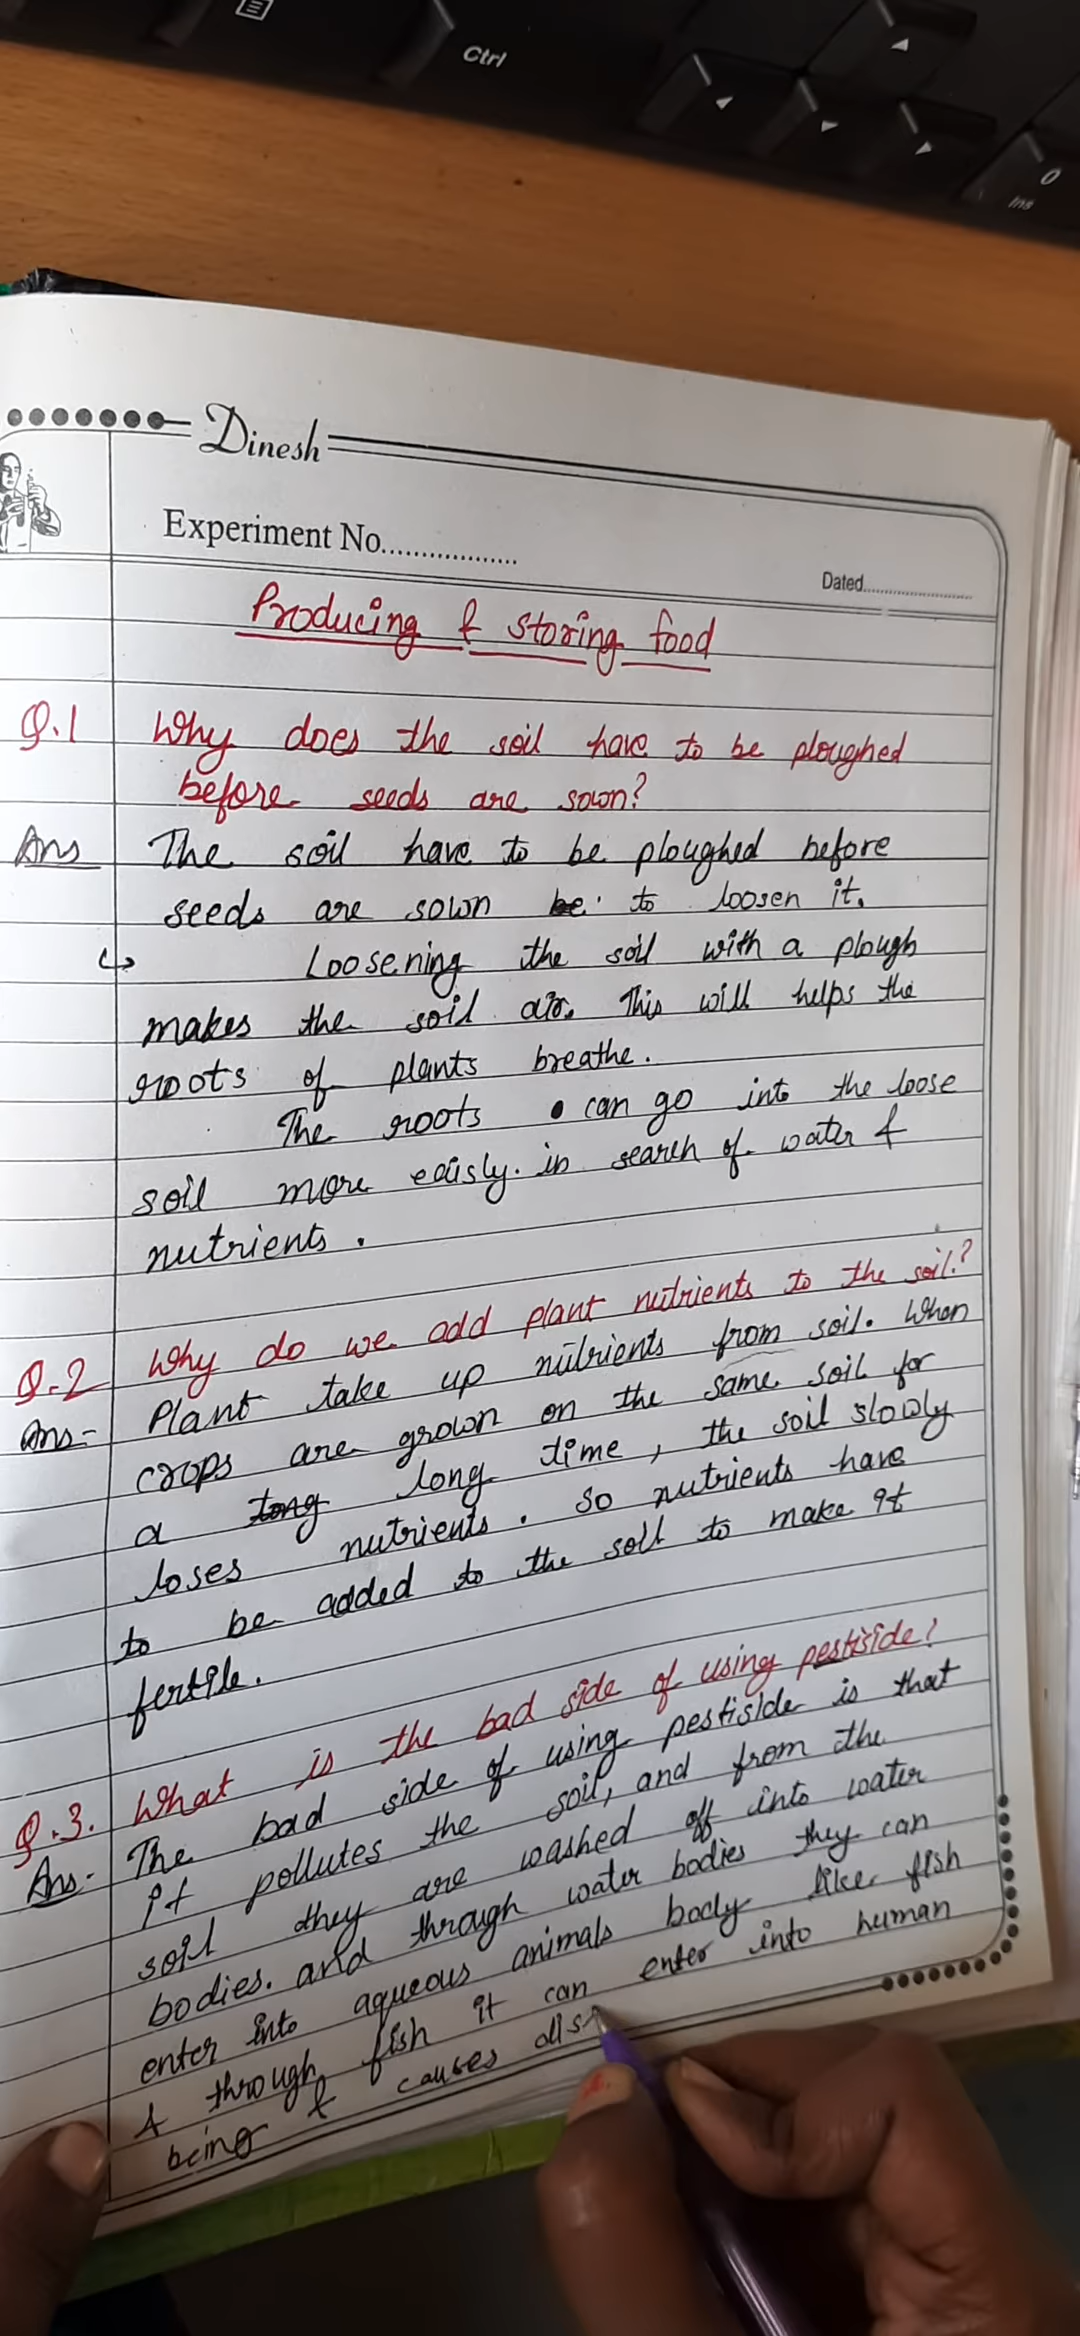 Ctrl
0
Ins
Dinesh
Experiment No..................
Dated..........................
Producing & storing food
Q.1 Why does the soil have to be ploughed
before seeds are sown?
Ans The soil have to be ploughed before
seeds are sown be to loosen it.
↳ Loosening the soil with a plough
makes the soil air. This will helps the
roots of plants breathe.
The roots can go into the loose
soil more eaisly. in search of water &
nutrients.
Q.2 Why do we add plant nutrients to the soil.?
Ans- Plant take up nutrients from soil. When
crops are grown on the same soil for
a tong long time, the soil slowly
loses nutrients. so nutrients have
to be added to the soil to make it
fertile.
Q.3. What is the bad side of using pestiside?
Ans- The bad side of using pestiside is that
it pollutes the soil, and from the
soil they are washed off into water
bodies. and through water bodies they can
enter into aqueous animals body like fish
& through fish it can enter into human
being & causes dis